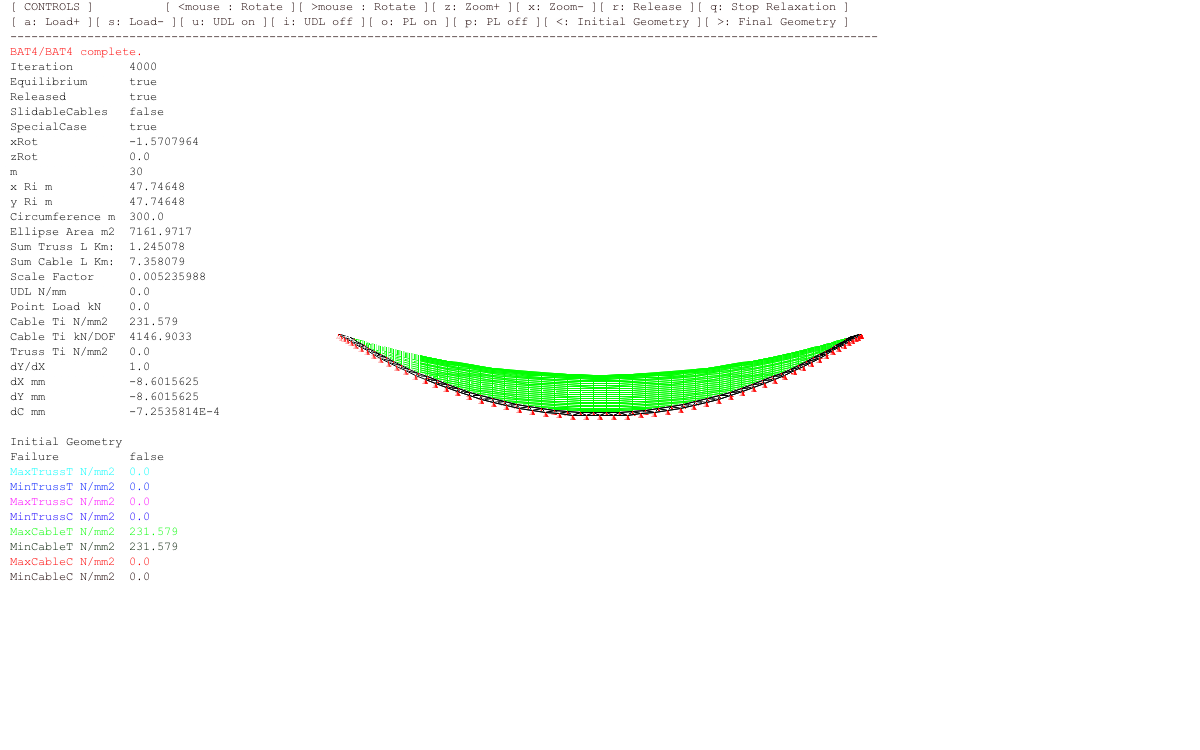 [ CONTROLS ] [ <mouse : Rotate ][ >mouse : Rotate ][ z: Zoom+ ][ x: Zoom- ][ r: Release ][ q: Stop Relaxation ]
[ a: Load+ ][ s: Load- ][ u: UDL on ][ i: UDL off ][ o: PL on ][ p: PL off ][ <: Initial Geometry ][ >: Final Geometry ]
----------------------------------------------------------------------------------------------------------------------------
BAT4/BAT4 complete.
Iteration 4000
Equilibrium true
Released true
SlidableCables false
SpecialCase true
xRot -1.5707964
zRot 0.0
m 30
x Ri m 47.74648
y Ri m 47.74648
Circumference m 300.0
Ellipse Area m2 7161.9717
Sum Truss L Km: 1.245078
Sum Cable L Km: 7.358079
Scale Factor 0.005235988
UDL N/mm 0.0
Point Load kN 0.0
Cable Ti N/mm2 231.579
Cable Ti kN/DOF 4146.9033
Truss Ti N/mm2 0.0
dY/dX 1.0
dX mm -8.6015625
dY mm -8.6015625
dC mm -7.2535814E-4
Initial Geometry
Failure false
MaxTrussT N/mm2 0.0
MinTrussT N/mm2 0.0
MaxTrussC N/mm2 0.0
MinTrussC N/mm2 0.0
MaxCableT N/mm2 231.579
MinCableT N/mm2 231.579
MaxCableC N/mm2 0.0
MinCableC N/mm2 0.0